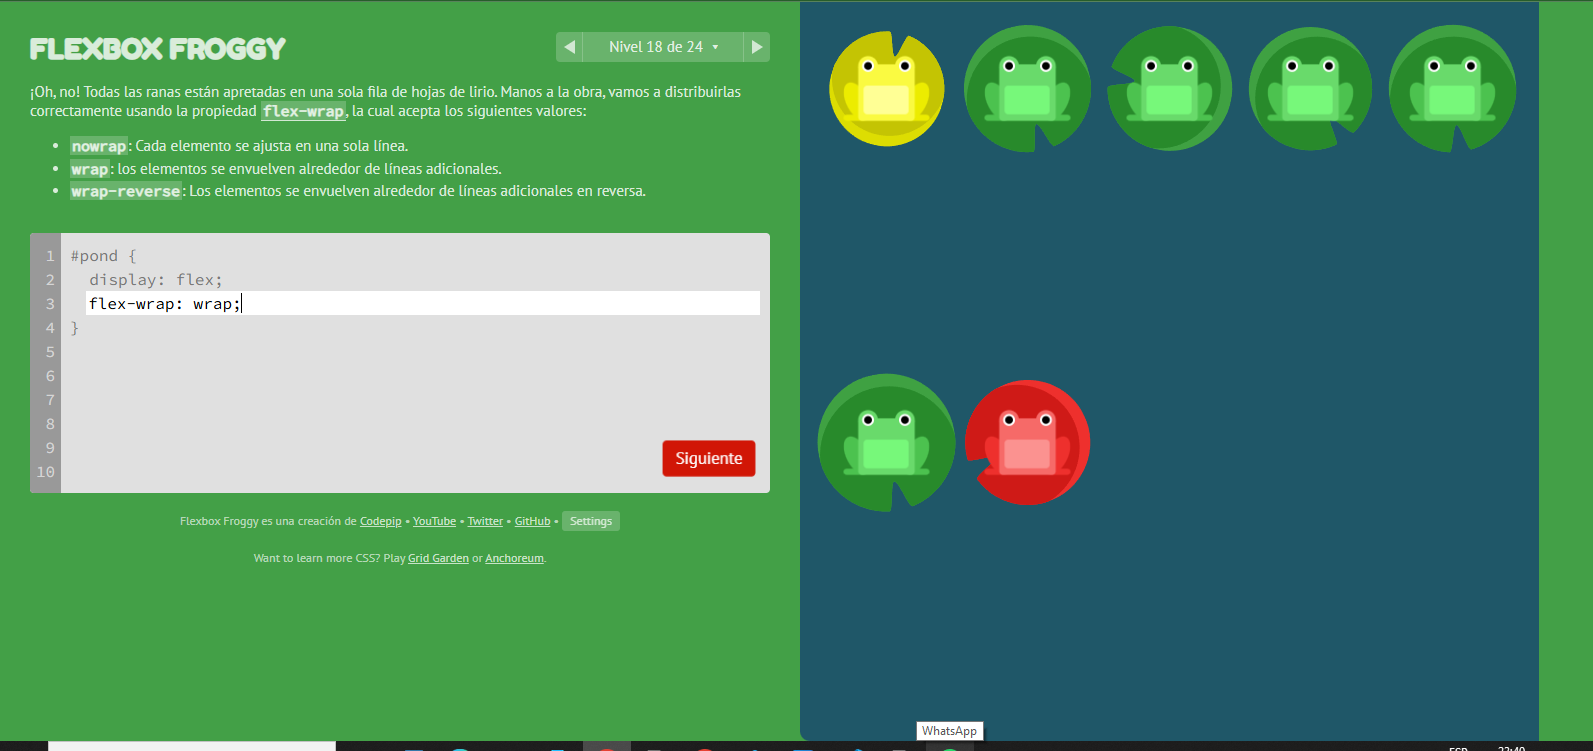 FLEXBOX FROGGY
Nivel 18 de 24
¡Oh, no! Todas las ranas están apretadas en una sola fila de hojas de lirio. Manos a la obra, vamos a distribuirlas
correctamente usando la propiedad flex-wrap, la cual acepta los siguientes valores:
• nowrap: Cada elemento se ajusta en una sola línea.
• wrap: los elementos se envuelven alrededor de líneas adicionales.
• wrap-reverse: Los elementos se envuelven alrededor de líneas adicionales en reversa.
1 #pond {
2 display: flex;
3 flex-wrap: wrap;
4 }
5
6
7
8
9
10
Siguiente
Flexbox Froggy es una creación de Codepip • YouTube • Twitter • GitHub • Settings
Want to learn more CSS? Play Grid Garden or Anchoreum.
WhatsApp